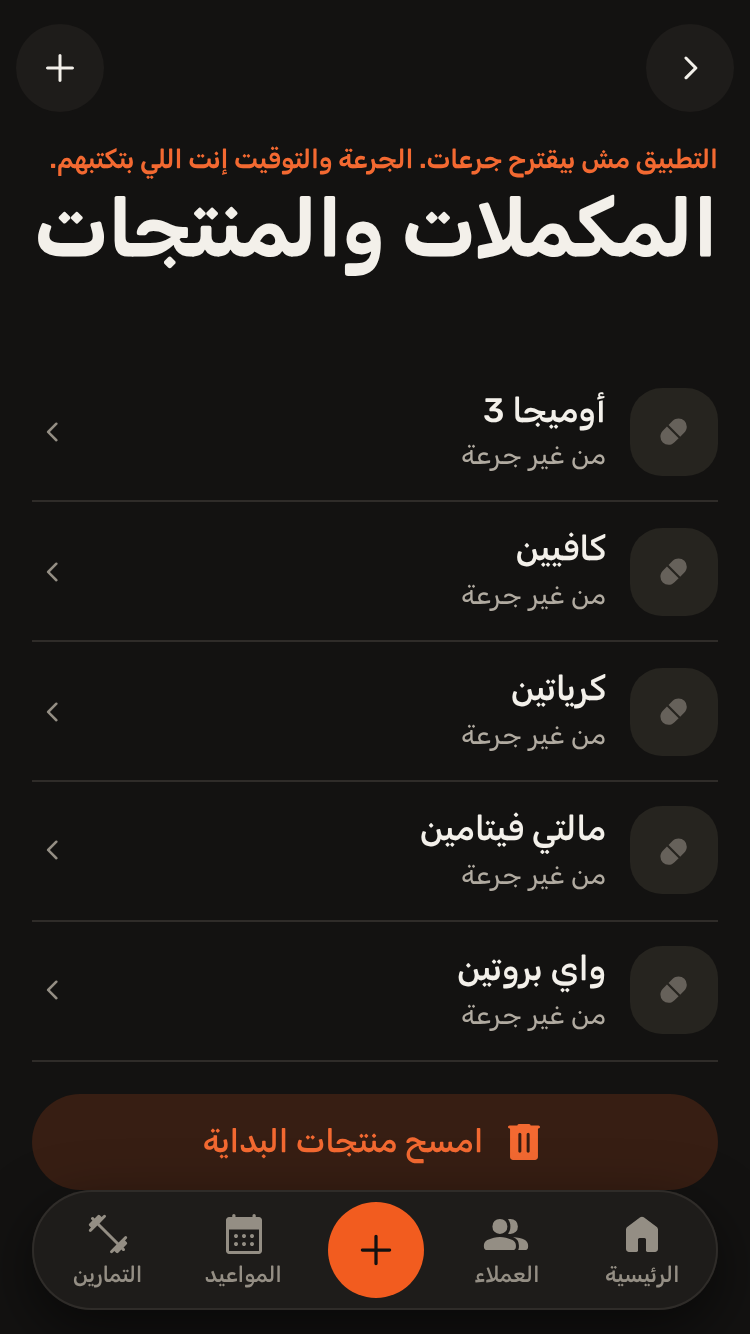 التطبيق مش بيقترح جرعات. الجرعة والتوقيت إنت اللي بتكتبهم.
المكملات والمنتجات
أوميجا 3
من غير جرعة
كافيين
من غير جرعة
كرياتين
من غير جرعة
مالتي فيتامين
من غير جرعة
واي بروتين
من غير جرعة
امسح منتجات البداية
الرئيسية
العملاء
المواعيد
التمارين